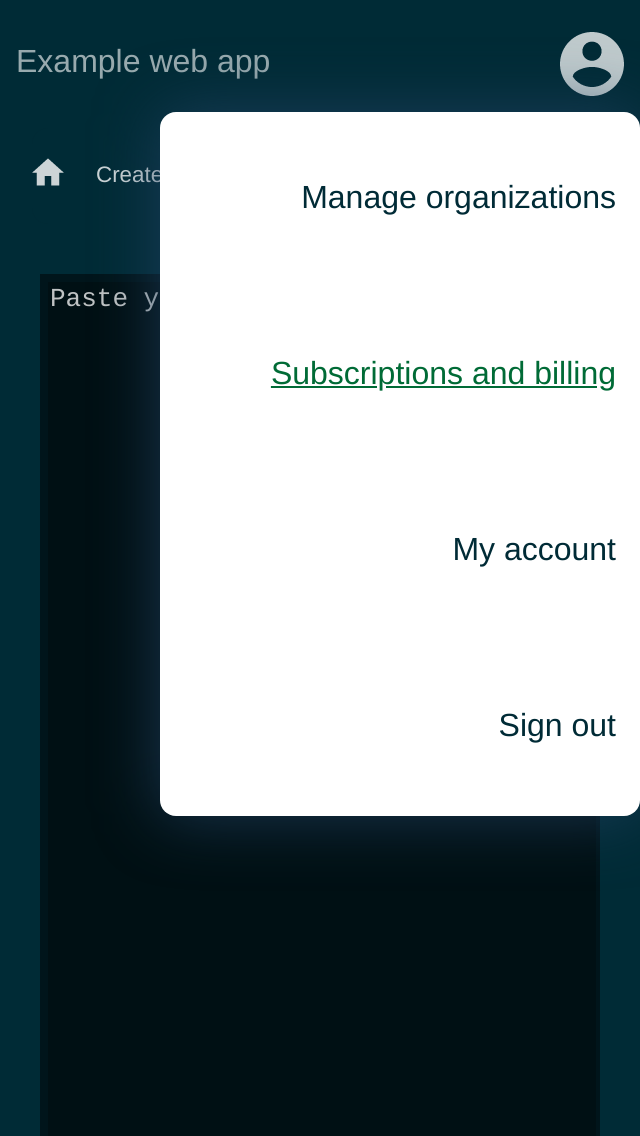 Example web app
Create
Manage organizations
Paste y
Subscriptions and billing
My account
Sign out